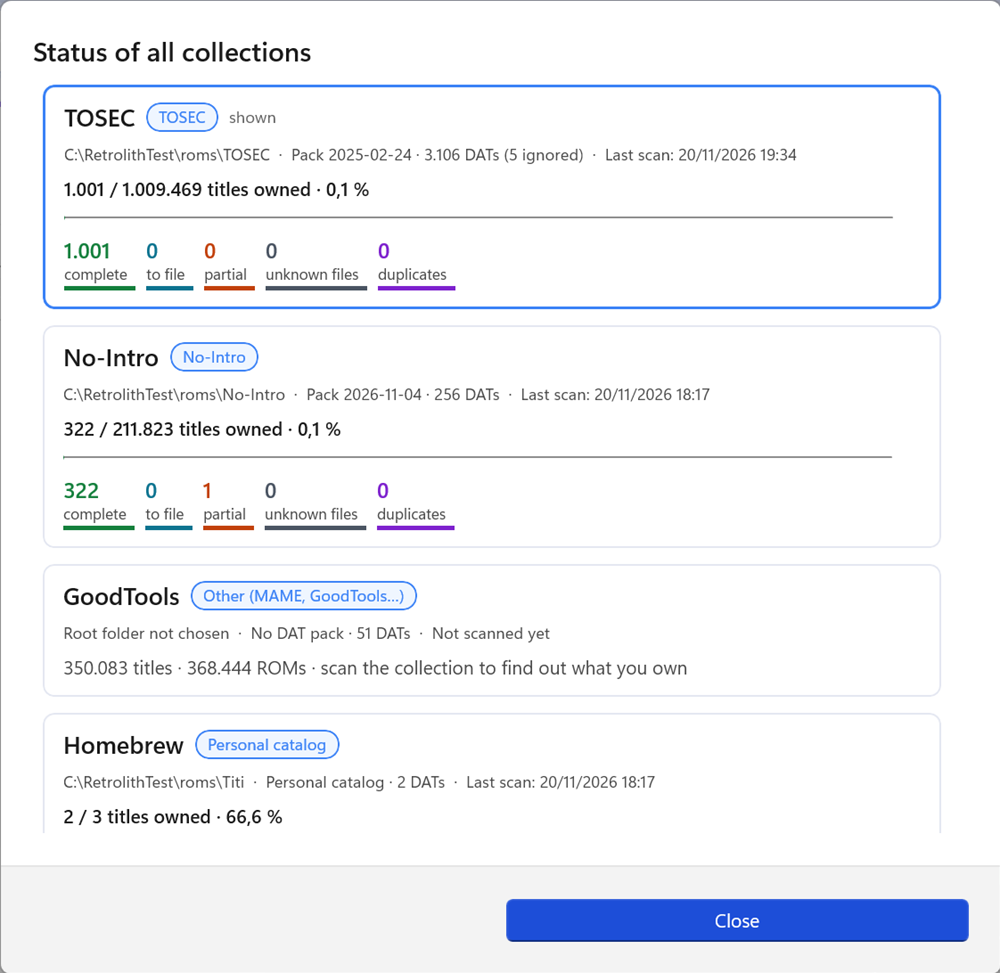 Status of all collections
TOSEC TOSEC shown
C:\RetrolithTest\roms\TOSEC · Pack 2025-02-24 · 3.106 DATs (5 ignored) · Last scan: 20/11/2026 19:34
1.001 / 1.009.469 titles owned · 0,1 %
1.001 0 0 0 0
complete to file partial unknown files duplicates
No-Intro No-Intro
C:\RetrolithTest\roms\No-Intro · Pack 2026-11-04 · 256 DATs · Last scan: 20/11/2026 18:17
322 / 211.823 titles owned · 0,1 %
322 0 1 0 0
complete to file partial unknown files duplicates
GoodTools Other (MAME, GoodTools...)
Root folder not chosen · No DAT pack · 51 DATs · Not scanned yet
350.083 titles · 368.444 ROMs · scan the collection to find out what you own
Homebrew Personal catalog
C:\RetrolithTest\roms\Titi · Personal catalog · 2 DATs · Last scan: 20/11/2026 18:17
2 / 3 titles owned · 66,6 %
Close